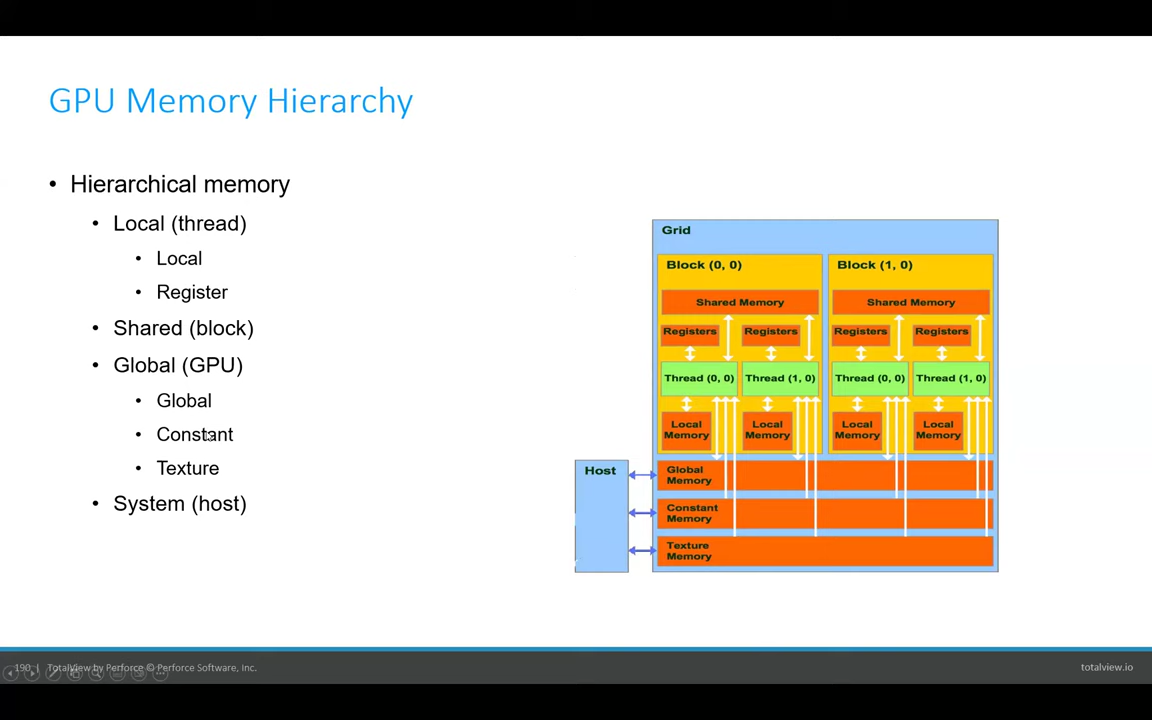 GPU Memory Hierarchy
• Hierarchical memory
• Local (thread)
• Local
• Register
• Shared (block)
• Global (GPU)
• Global
• Constant
• Texture
• System (host)
Grid
Block (0, 0)
Shared Memory
Registers
Registers
Thread (0, 0)
Thread (1, 0)
Local
Memory
Local
Memory
Block (1, 0)
Shared Memory
Registers
Registers
Thread (0, 0)
Thread (1, 0)
Local
Memory
Local
Memory
Host
Global
Memory
Constant
Memory
Texture
Memory
190 | TotalView by Perforce © Perforce Software, Inc.
totalview.io